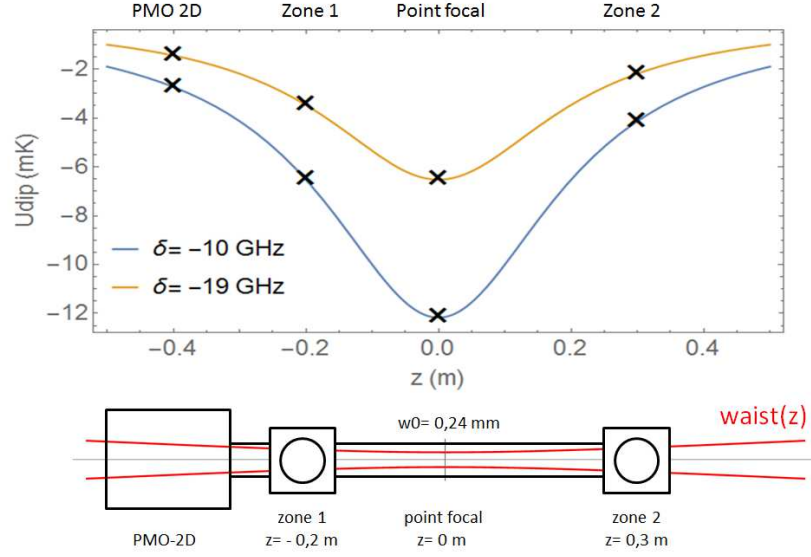 PMO 2D Zone 1 Point focal Zone 2
−2
−4
−6
−8
−10
−12
Udip (mK)
δ= −10 GHz
δ= −19 GHz
−0.4 −0.2 0.0 0.2 0.4
z (m)
waist(z)
w0= 0,24 mm
PMO-2D zone 1 point focal zone 2
z= - 0,2 m z= 0 m z= 0,3 m